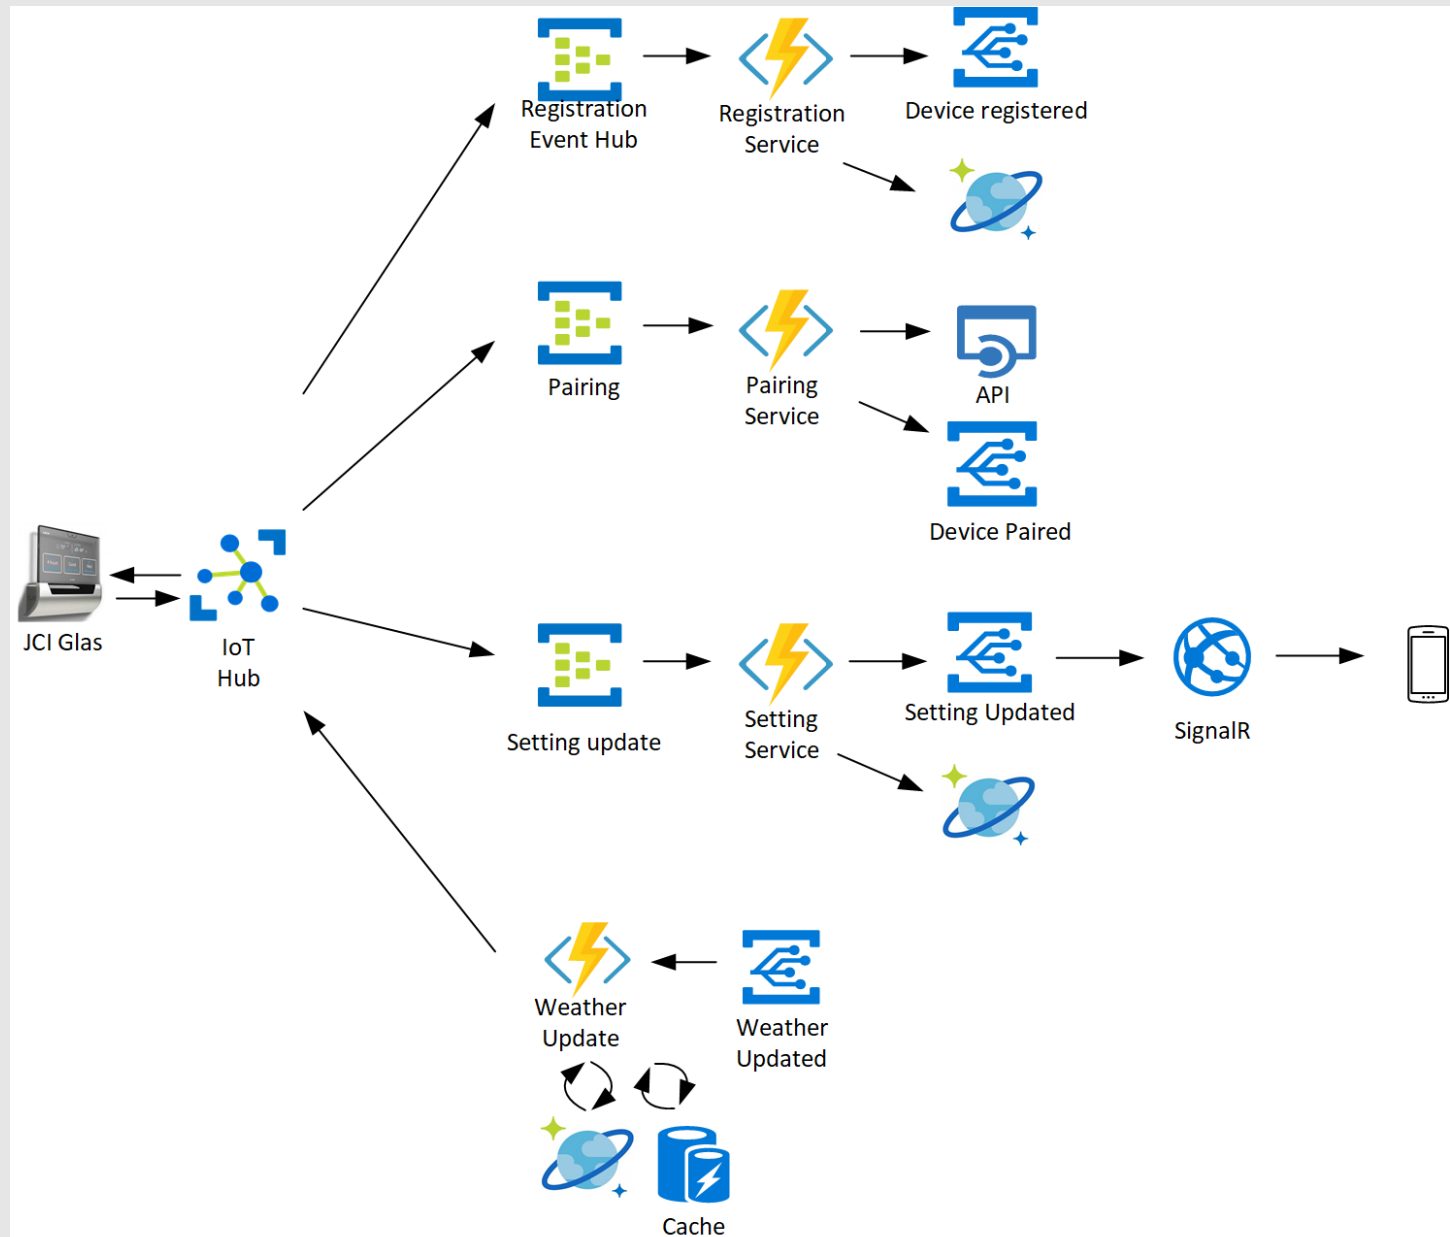 Registration
Event Hub
Registration
Service
Device registered
Pairing
Pairing
Service
API
Device Paired
JCI Glas
IoT
Hub
Setting update
Setting
Service
Setting Updated
SignalR
Weather
Update
Weather
Updated
Cache